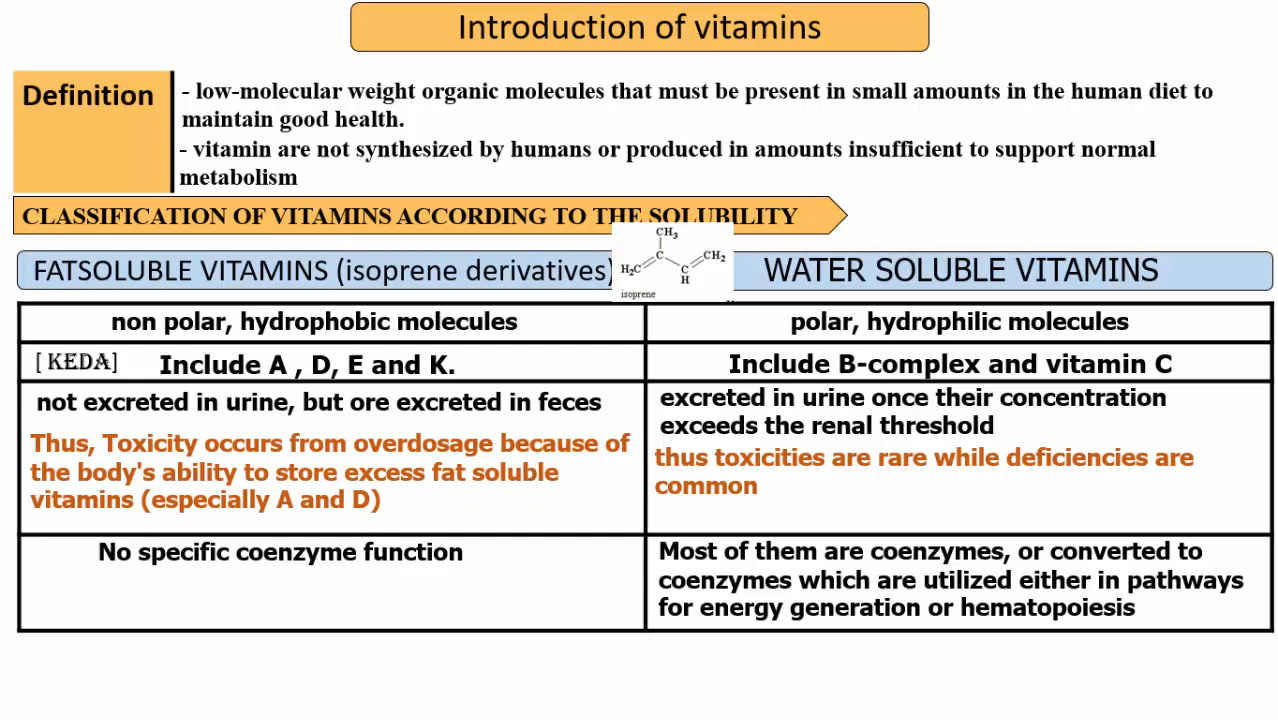 Introduction of vitamins
Definition
- low-molecular weight organic molecules that must be present in small amounts in the human diet to
maintain good health.
- vitamin are not synthesized by humans or produced in amounts insufficient to support normal
metabolism
CLASSIFICATION OF VITAMINS ACCORDING TO THE SOLUBILITY
FATSOLUBLE VITAMINS (isoprene derivatives)
CH3
H2C
C
CH2
C
H
isoprene
WATER SOLUBLE VITAMINS
non polar, hydrophobic molecules
polar, hydrophilic molecules
[ KEDA] Include A , D, E and K.
Include B-complex and vitamin C
not excreted in urine, but ore excreted in feces
Thus, Toxicity occurs from overdosage because of
the body's ability to store excess fat soluble
vitamins (especially A and D)
excreted in urine once their concentration
exceeds the renal threshold
thus toxicities are rare while deficiencies are
common
No specific coenzyme function
Most of them are coenzymes, or converted to
coenzymes which are utilized either in pathways
for energy generation or hematopoiesis